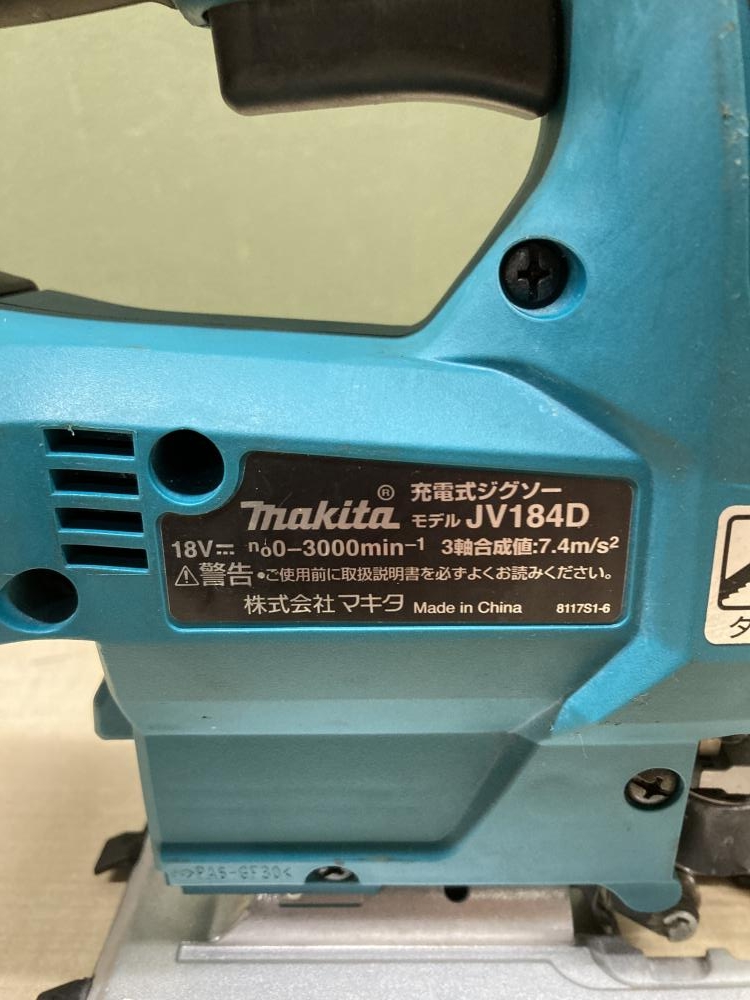 makita® 充電式ジグソー
モデル JV184D
18V⎓ n₀0–3000min⁻¹ 3軸合成値:7.4m/s²
⚠警告 •ご使用前に取扱説明書を必ずよくお読みください。
株式会社マキタ Made in China 8117S1-6
タ
>PA6-GF30<